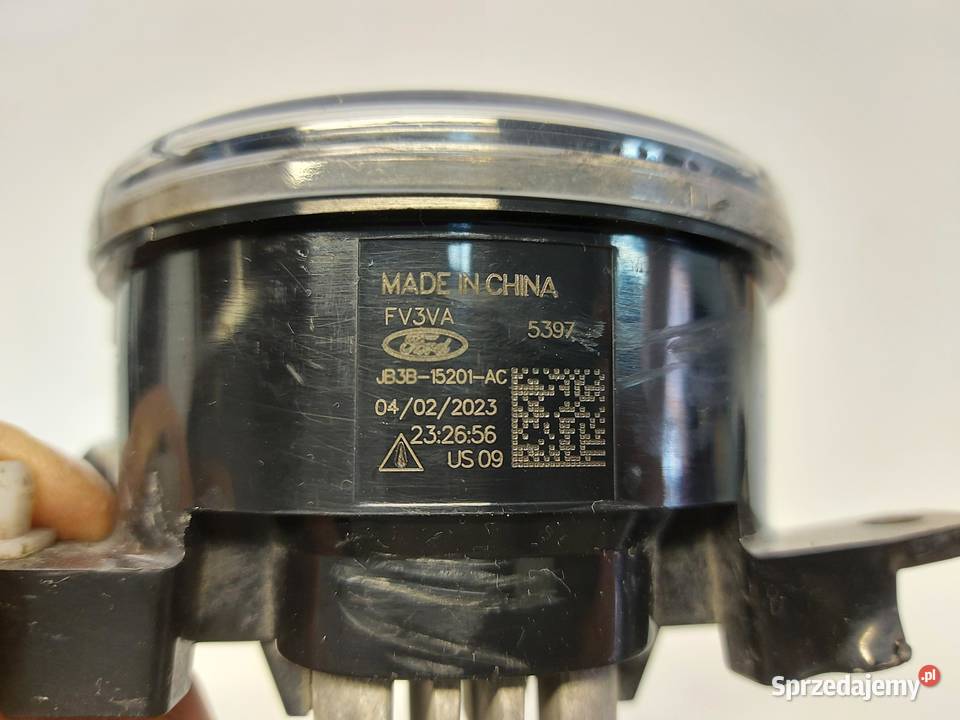 MADE IN CHINA
FV3VA
5397
Ford
JB3B-15201-AC
04/02/2023
23:26:56
US 09
Sprzedajemy.pl